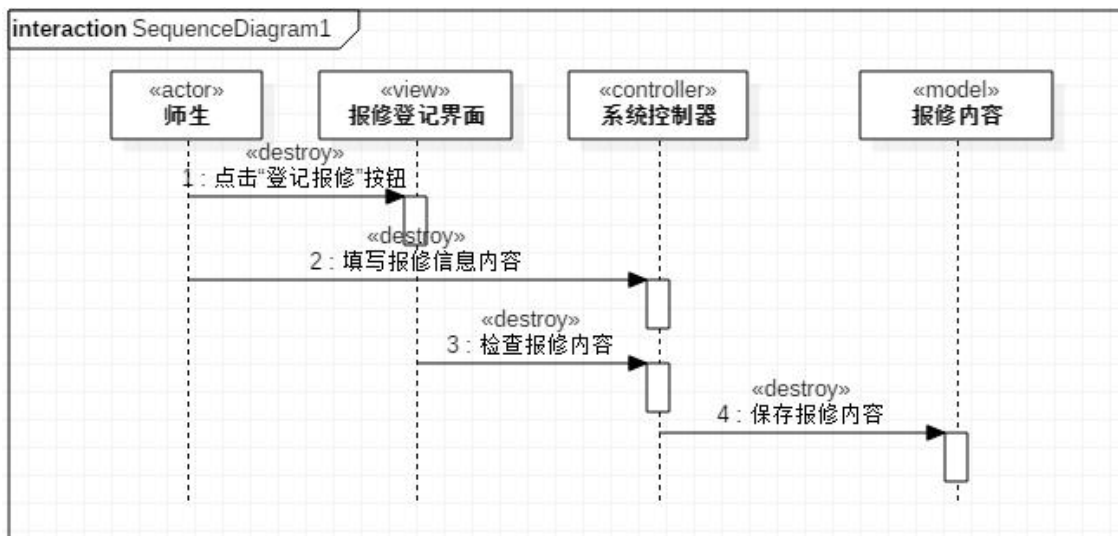 interaction SequenceDiagram1
«actor»
师生
«view»
报修登记界面
«controller»
系统控制器
«model»
报修内容
«destroy»
1 : 点击“登记报修”按钮
«destroy»
2 : 填写报修信息内容
«destroy»
3 : 检查报修内容
«destroy»
4 : 保存报修内容